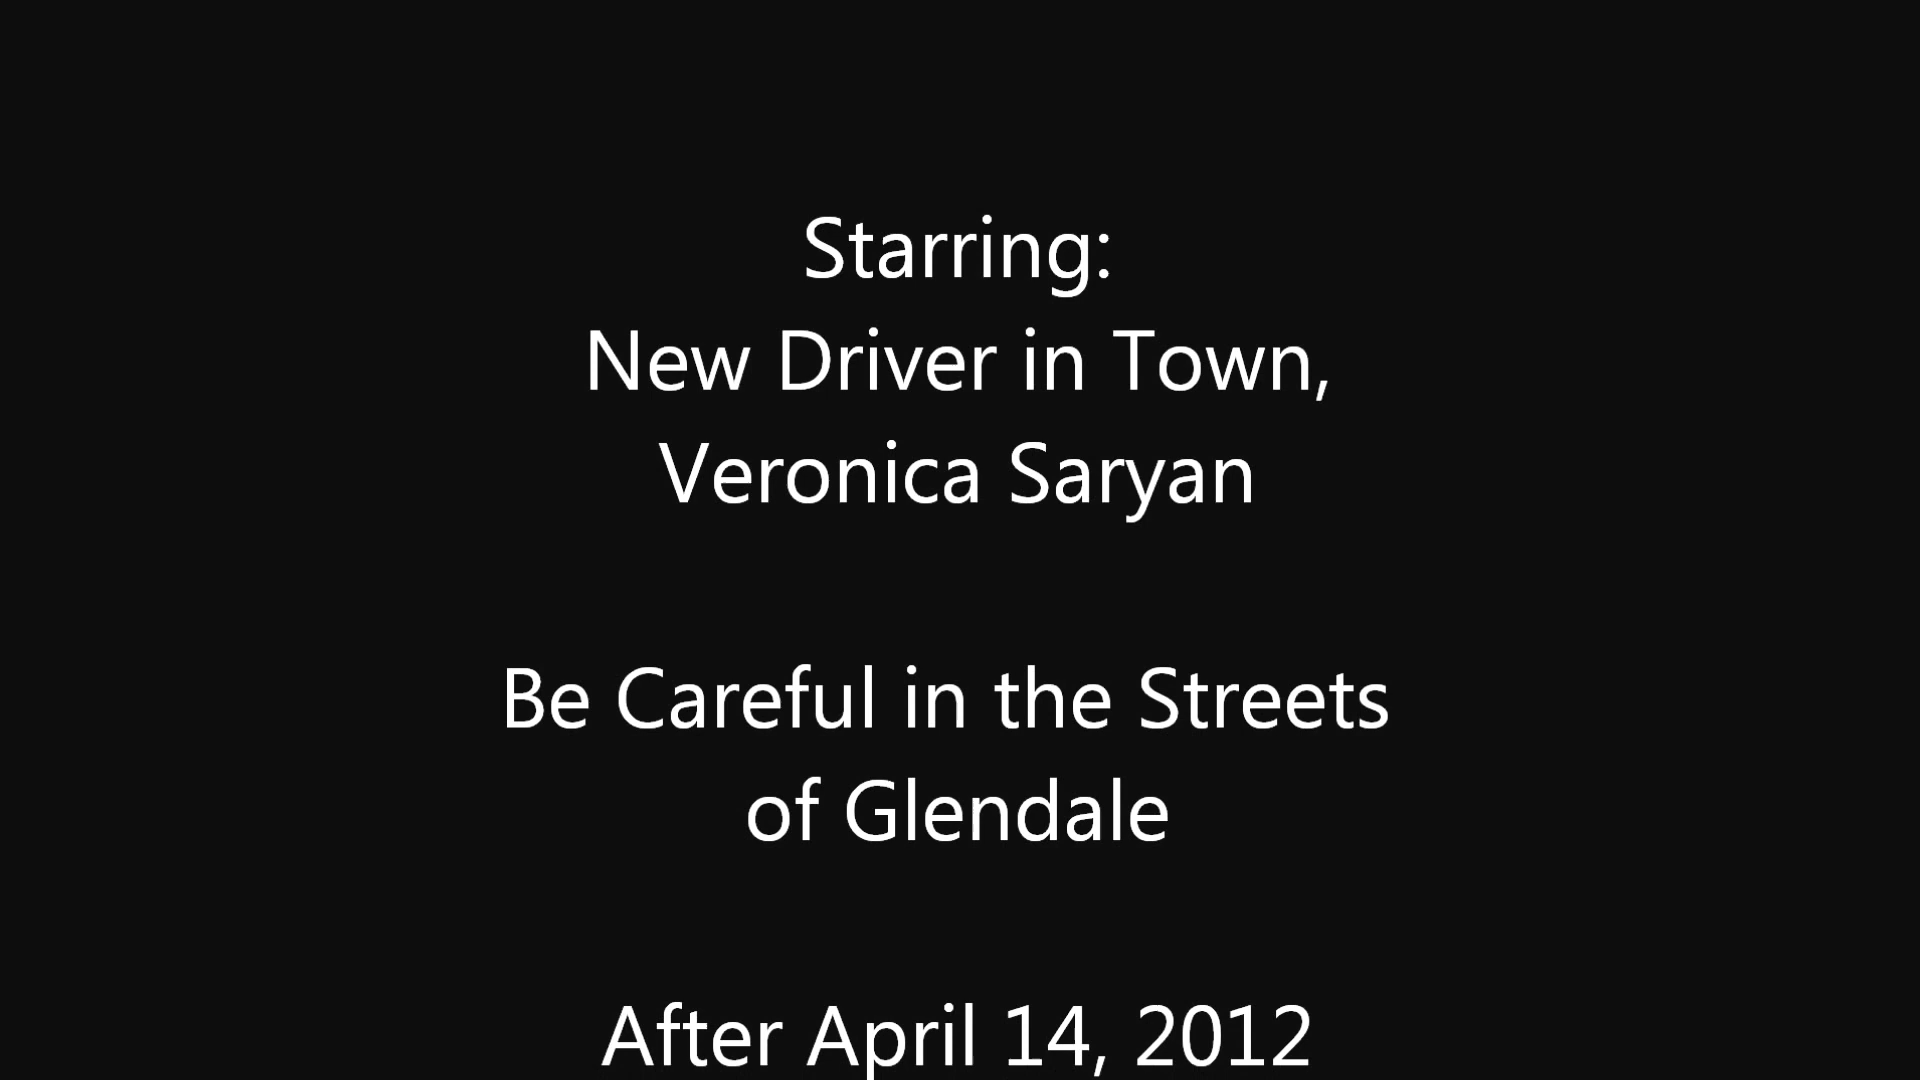 Starring:
New Driver in Town,
Veronica Saryan
Be Careful in the Streets
of Glendale
After April 14, 2012